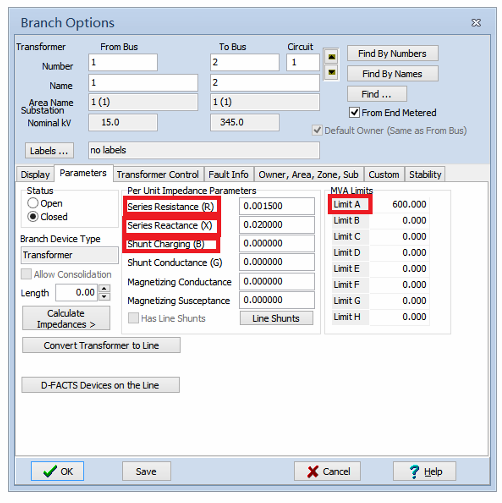 Branch Options
Transformer From Bus To Bus Circuit
Number 1 2 1 Find By Numbers
Name 1 2 Find By Names
Area Name 1 (1) 1 (1) Find ...
Substation From End Metered
Nominal kV 15.0 345.0 Default Owner (Same as From Bus)
Labels ... no labels
Display Parameters Transformer Control Fault Info Owner, Area, Zone, Sub Custom Stability
Status
Open
Closed
Branch Device Type
Transformer
Allow Consolidation
Length 0.00
Calculate
Impedances >
Per Unit Impedance Parameters
Series Resistance (R) 0.001500
Series Reactance (X) 0.020000
Shunt Charging (B) 0.000000
Shunt Conductance (G) 0.000000
Magnetizing Conductance 0.000000
Magnetizing Susceptance 0.000000
Has Line Shunts Line Shunts
MVA Limits
Limit A 600.000
Limit B 0.000
Limit C 0.000
Limit D 0.000
Limit E 0.000
Limit F 0.000
Limit G 0.000
Limit H 0.000
Convert Transformer to Line
D-FACTS Devices on the Line
OK Save Cancel ? Help